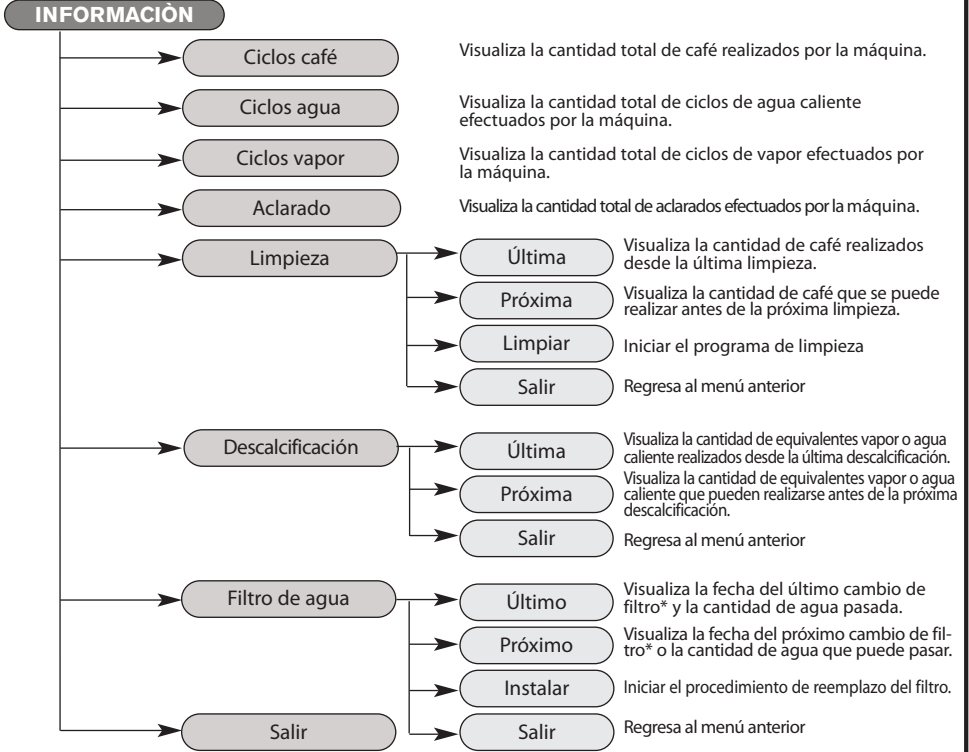 INFORMACIÒN
Ciclos café
Visualiza la cantidad total de café realizados por la máquina.
Ciclos agua
Visualiza la cantidad total de ciclos de agua caliente
efectuados por la máquina.
Ciclos vapor
Visualiza la cantidad total de ciclos de vapor efectuados por
la máquina.
Aclarado
Visualiza la cantidad total de aclarados efectuados por la máquina.
Limpieza
Última
Visualiza la cantidad de café realizados
desde la última limpieza.
Próxima
Visualiza la cantidad de café que se puede
realizar antes de la próxima limpieza.
Limpiar
Iniciar el programa de limpieza
Salir
Regresa al menú anterior
Descalcificación
Última
Visualiza la cantidad de equivalentes vapor o agua
caliente realizados desde la última descalcificación.
Próxima
Visualiza la cantidad de equivalentes vapor o agua
caliente que pueden realizarse antes de la próxima
descalcificación.
Salir
Regresa al menú anterior
Filtro de agua
Último
Visualiza la fecha del último cambio de
filtro* y la cantidad de agua pasada.
Próximo
Visualiza la fecha del próximo cambio de fil-
tro* o la cantidad de agua que puede pasar.
Instalar
Iniciar el procedimiento de reemplazo del filtro.
Salir
Salir
Regresa al menú anterior